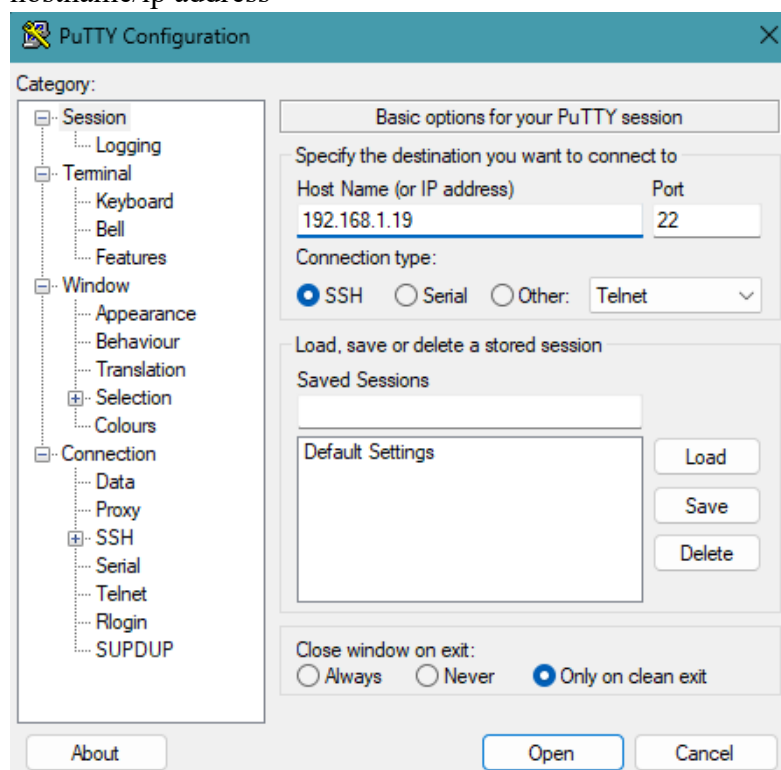 hostname/ip address
PuTTY Configuration
Category:
Session
Logging
Terminal
Keyboard
Bell
Features
Window
Appearance
Behaviour
Translation
Selection
Colours
Connection
Data
Proxy
SSH
Serial
Telnet
Rlogin
SUPDUP
Basic options for your PuTTY session
Specify the destination you want to connect to
Host Name (or IP address) Port
192.168.1.19 22
Connection type:
SSH Serial Other: Telnet
Load, save or delete a stored session
Saved Sessions
Default Settings
Load
Save
Delete
Close window on exit:
Always Never Only on clean exit
About Open Cancel